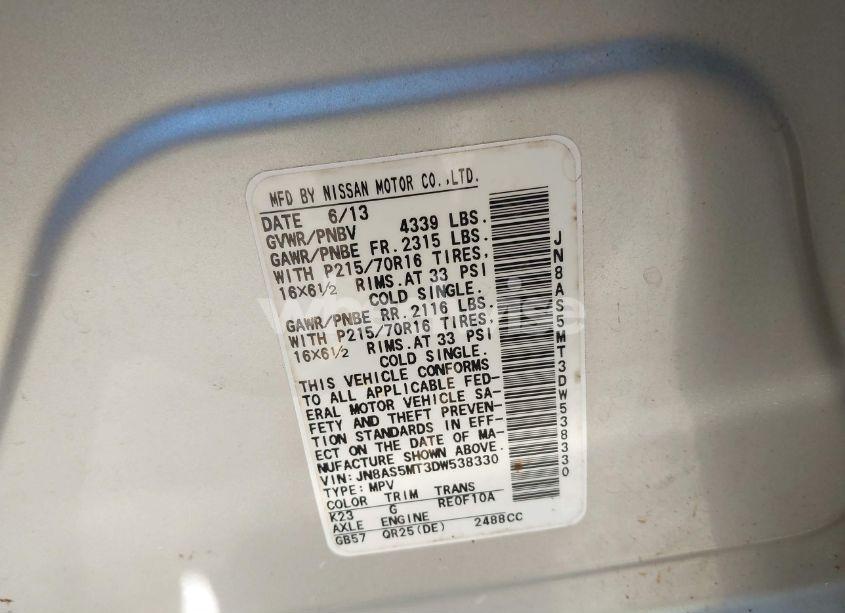 MFD BY NISSAN MOTOR CO.,LTD.
DATE 6/13
GVWR/PNBV 4339 LBS.
GAWR/PNBE FR.2315 LBS.
WITH P215/70R16 TIRES,
16X6½ RIMS.AT 33 PSI
COLD SINGLE.
GAWR/PNBE RR.2116 LBS.
WITH P215/70R16 TIRES,
16X6½ RIMS.AT 33 PSI
COLD SINGLE.
THIS VEHICLE CONFORMS
TO ALL APPLICABLE FED-
ERAL MOTOR VEHICLE SA-
FETY AND THEFT PREVEN-
TION STANDARDS IN EFF-
ECT ON THE DATE OF MA-
NUFACTURE SHOWN ABOVE.
VIN:JN8AS5MT3DW538330
TYPE:MPV
COLOR TRIM TRANS
K23 G RE0F10A
AXLE ENGINE
GB57 QR25(DE) 2488CC
JN8AS5MT3DW538330